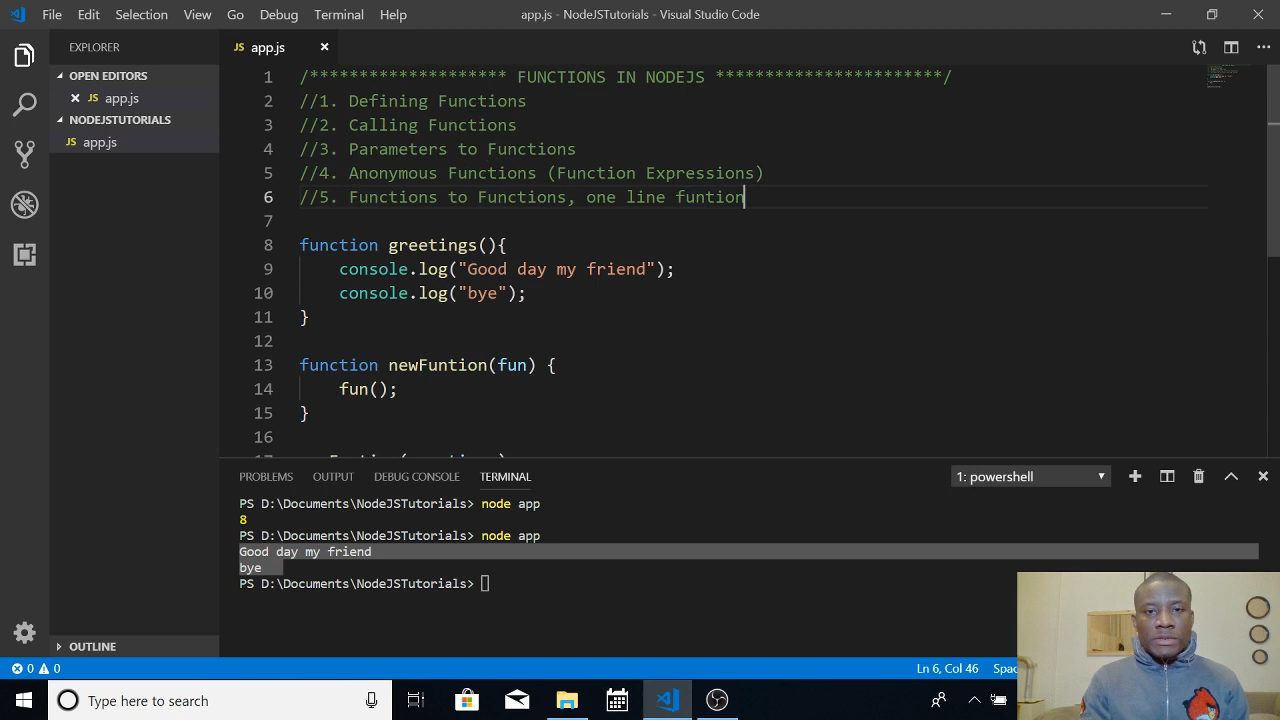 File Edit Selection View Go Debug Terminal Help
app.js - NodeJSTutorials - Visual Studio Code
EXPLORER
OPEN EDITORS
JS app.js
NODEJSTUTORIALS
JS app.js
OUTLINE
JS app.js
1 /******************** FUNCTIONS IN NODEJS ***********************/
2 //1. Defining Functions
3 //2. Calling Functions
4 //3. Parameters to Functions
5 //4. Anonymous Functions (Function Expressions)
6 //5. Functions to Functions, one line funtion
7
8 function greetings(){
9 console.log("Good day my friend");
10 console.log("bye");
11 }
12
13 function newFuntion(fun) {
14 fun();
15 }
16
PROBLEMS OUTPUT DEBUG CONSOLE TERMINAL 1: powershell
PS D:\Documents\NodeJSTutorials> node app
8
PS D:\Documents\NodeJSTutorials> node app
Good day my friend
bye
PS D:\Documents\NodeJSTutorials>
0 0 Ln 6, Col 46
Type here to search